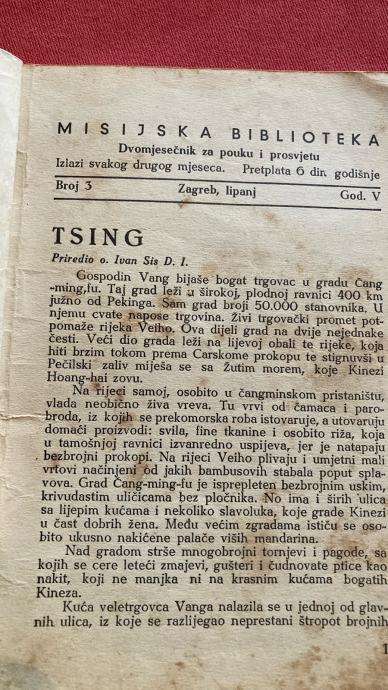 MISIJSKA BIBLIOTEKA
Dvomjesečnik za pouku i prosvjetu
Izlazi svakog drugog mjeseca. Pretplata 6 din. godišnje
Broj 3 Zagreb, lipanj God. V
TSING
Priredio o. Ivan Sis D. I.
Gospodin Vang bijaše bogat trgovac u gradu Čang
-ming,fu. Taj grad leži u širokoj, plodnoj ravnici 400 km
južno od Pekinga. Sam grad broji 50.000 stanovnika. U
njemu cvate napose trgovina. Živi trgovački promet pot-
pomaže rijeka Veiho. Ova dijeli grad na dvije nejednake
česti. Veći dio grada leži na lijevoj obali te rijeke, koja
hiti brzim tokom prema Carskome prokopu te stignuvši u
Pečilski zaliv miješa se sa Žutim morem, koje Kinezi
Hoang-hai zovu.
Na rijeci samoj, osobito u čangminskom pristaništu,
vlada neobično živa vreva. Tu vrvi od čamaca i paro-
broda, iz kojih se prekomorska roba istovaruje, a utovaruju
domaći proizvodi: svila, fine tkanine i osobito riža, koja
u tamošnjoj ravnici izvanredno uspijeva, jer je natapaju
bezbrojni prokopi. Na rijeci Veiho plivaju i umjetni mali
vrtovi načinjeni od jakih bambusovih stabala poput spla-
vova. Grad Čang-ming-fu je isprepleten bezbrojnim uskim,
krivudastim uličicama bez pločnika. No ima i širih ulica
sa lijepim kućama i nekoliko slavoluka, koje grade Kinezi
u čast dobrih žena. Među većim zgradama ističu se oso-
bito ukusno nakićene palače viših mandarina.
Nad gradom strše mnogobrojni tornjevi i pagode, sa
kojih se cere leteći zmajevi, gušteri i čudnovate ptice kao
nakit, koji ne manjka ni na krasnim kućama bogatih
Kineza.
Kuća veletrgovca Vanga nalazila se u jednoj od glav-
nih ulica, iz koje se razlijegao neprestani štropot brojnih
1